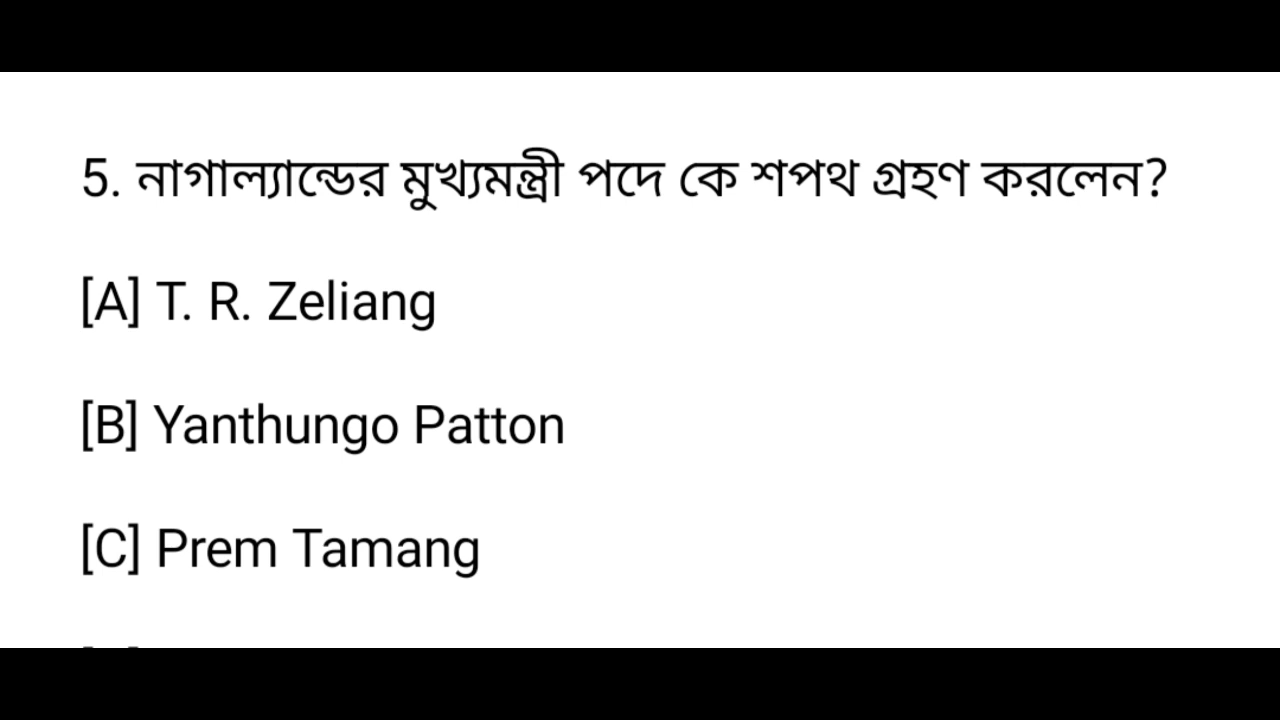 5. নাগাল্যান্ডের মুখ্যমন্ত্রী পদে কে শপথ গ্রহণ করলেন?
[A] T. R. Zeliang
[B] Yanthungo Patton
[C] Prem Tamang